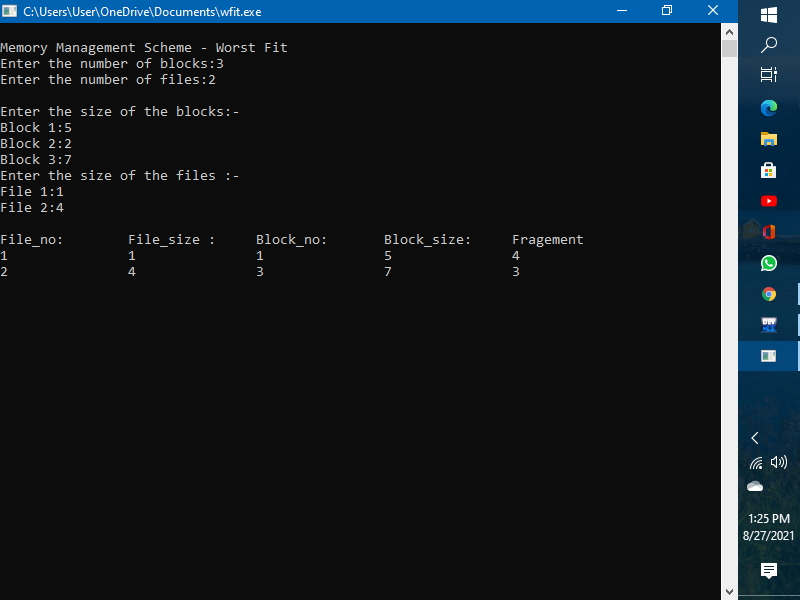 C:\Users\User\OneDrive\Documents\wfit.exe
Memory Management Scheme - Worst Fit
Enter the number of blocks:3
Enter the number of files:2
Enter the size of the blocks:-
Block 1:5
Block 2:2
Block 3:7
Enter the size of the files :-
File 1:1
File 2:4
File_no: File_size : Block_no: Block_size: Fragement
1 1 1 5 4
2 4 3 7 3
DEV
1:25 PM
8/27/2021